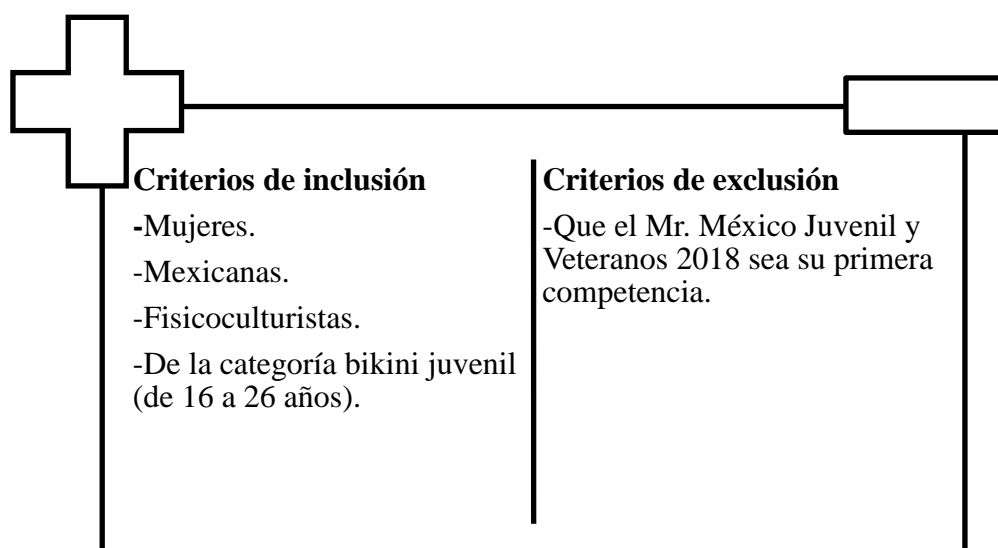 Criterios de inclusión
-Mujeres.
-Mexicanas.
-Fisicoculturistas.
-De la categoría bikini juvenil
(de 16 a 26 años).
Criterios de exclusión
-Que el Mr. México Juvenil y
Veteranos 2018 sea su primera
competencia.